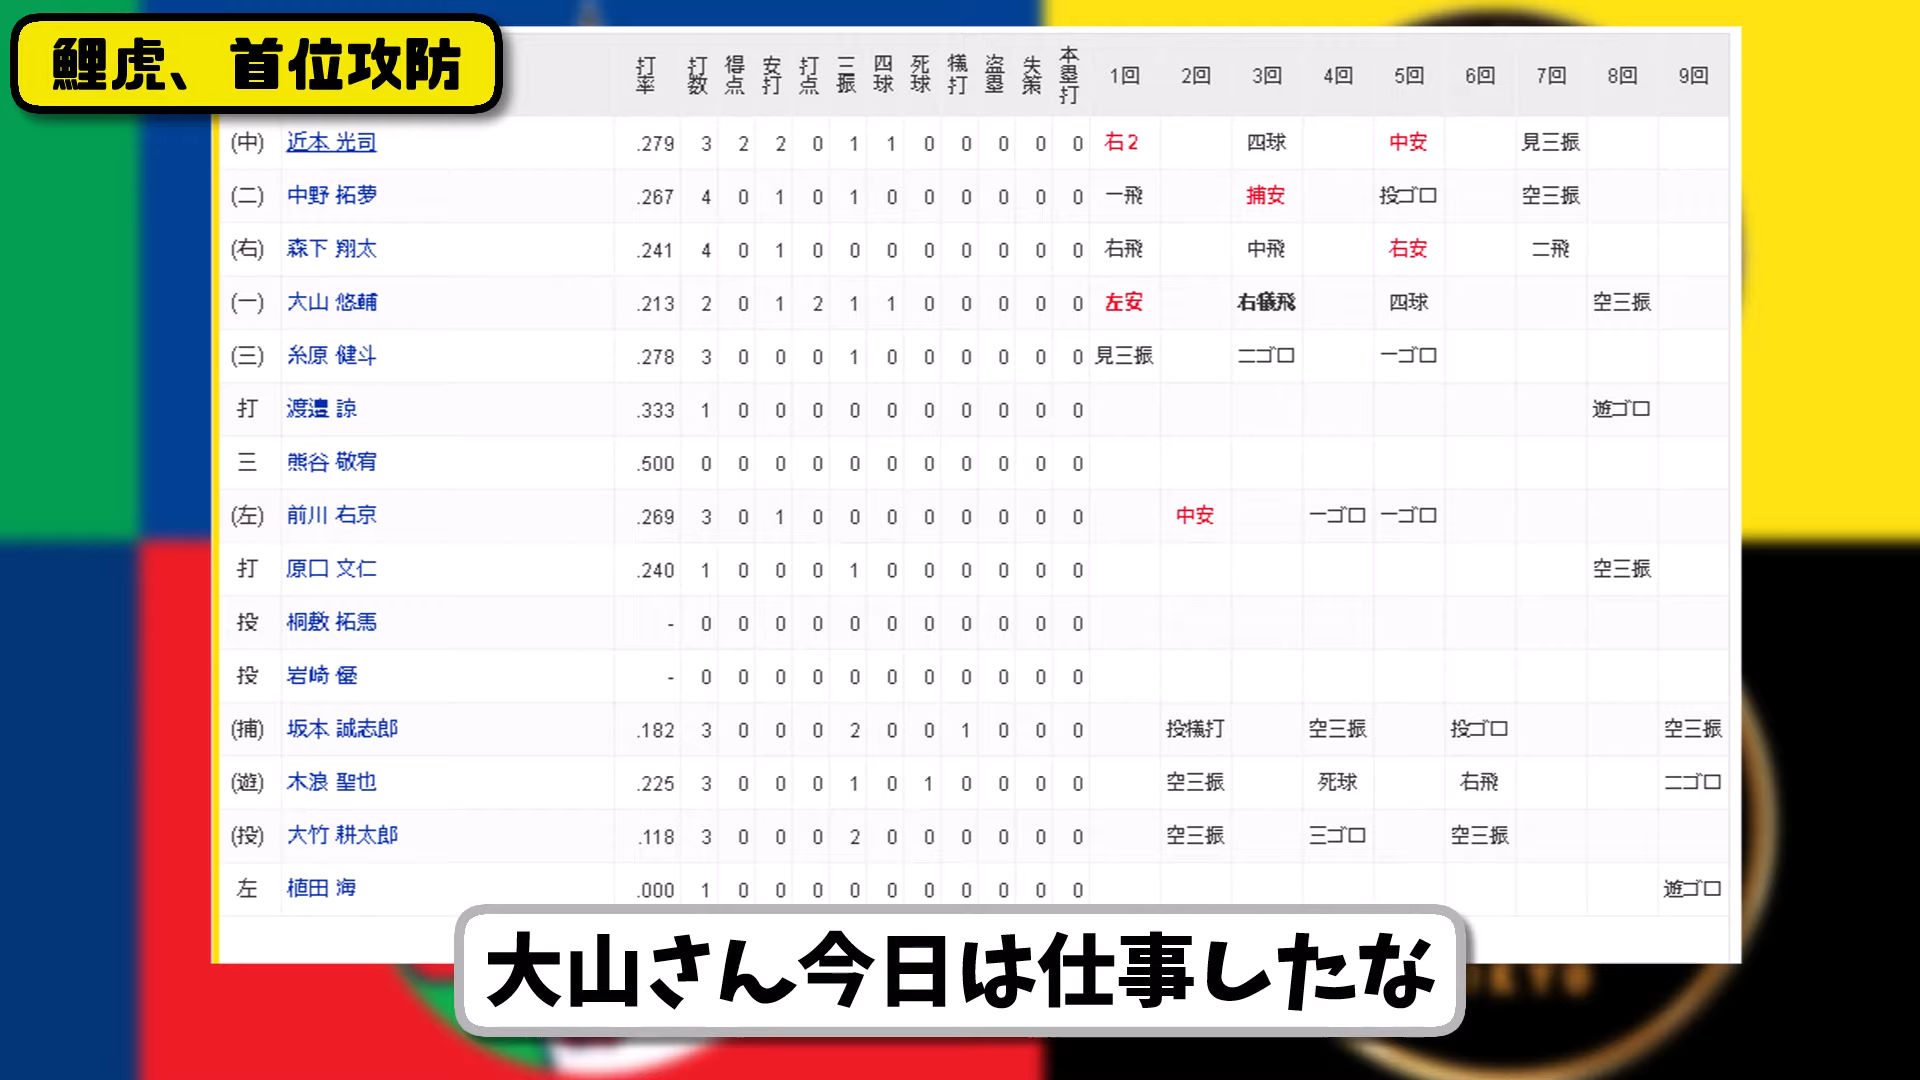 鯉虎、首位攻防
打率 打数 得点 安打 打点 三振 四球 死球 犠打 盗塁 失策 本塁打 1回 2回 3回 4回 5回 6回 7回 8回 9回
(中) 近本 光司 .279 3 2 2 0 1 1 0 0 0 0 0 右2 四球 中安 見三振
(二) 中野 拓夢 .267 4 0 1 0 1 0 0 0 0 0 0 一飛 捕安 投ゴロ 空三振
(右) 森下 翔太 .241 4 0 1 0 0 0 0 0 0 0 0 右飛 中飛 右安 二飛
(一) 大山 悠輔 .213 2 0 1 2 1 1 0 0 0 0 0 左安 右犠飛 四球 空三振
(三) 糸原 健斗 .278 3 0 0 0 1 0 0 0 0 0 0 見三振 二ゴロ 一ゴロ
打 渡邉 諒 .333 1 0 0 0 0 0 0 0 0 0 0 遊ゴロ
三 熊谷 敬宥 .500 0 0 0 0 0 0 0 0 0 0 0
(左) 前川 右京 .269 3 0 1 0 0 0 0 0 0 0 0 中安 一ゴロ 一ゴロ
打 原口 文仁 .240 1 0 0 0 1 0 0 0 0 0 0 空三振
投 桐敷 拓馬 - 0 0 0 0 0 0 0 0 0 0 0
投 岩崎 優 - 0 0 0 0 0 0 0 0 0 0 0
(捕) 坂本 誠志郎 .182 3 0 0 0 2 0 0 1 0 0 0 投犠打 空三振 投ゴロ 空三振
(遊) 木浪 聖也 .225 3 0 0 0 1 0 1 0 0 0 0 空三振 死球 右飛 二ゴロ
(投) 大竹 耕太郎 .118 3 0 0 0 2 0 0 0 0 0 0 空三振 三ゴロ 空三振
左 植田 海 .000 1 0 0 0 0 0 0 0 0 0 0 遊ゴロ
大山さん今日は仕事したな